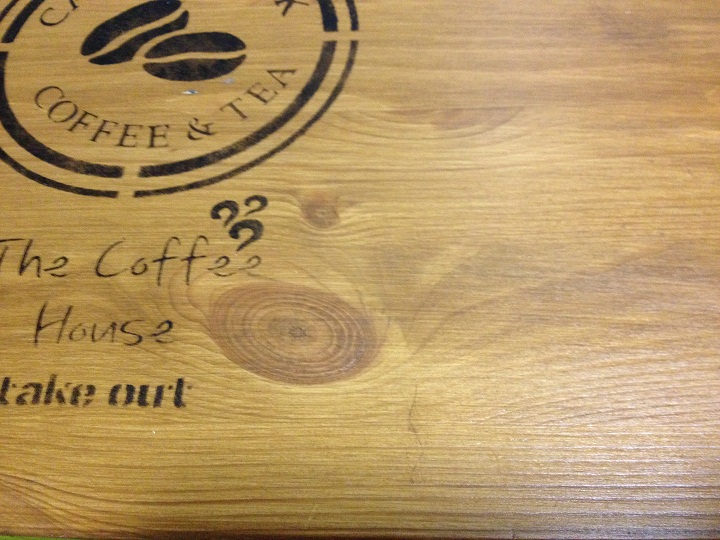 COFFEE & TEA
The Coffee
House
take out